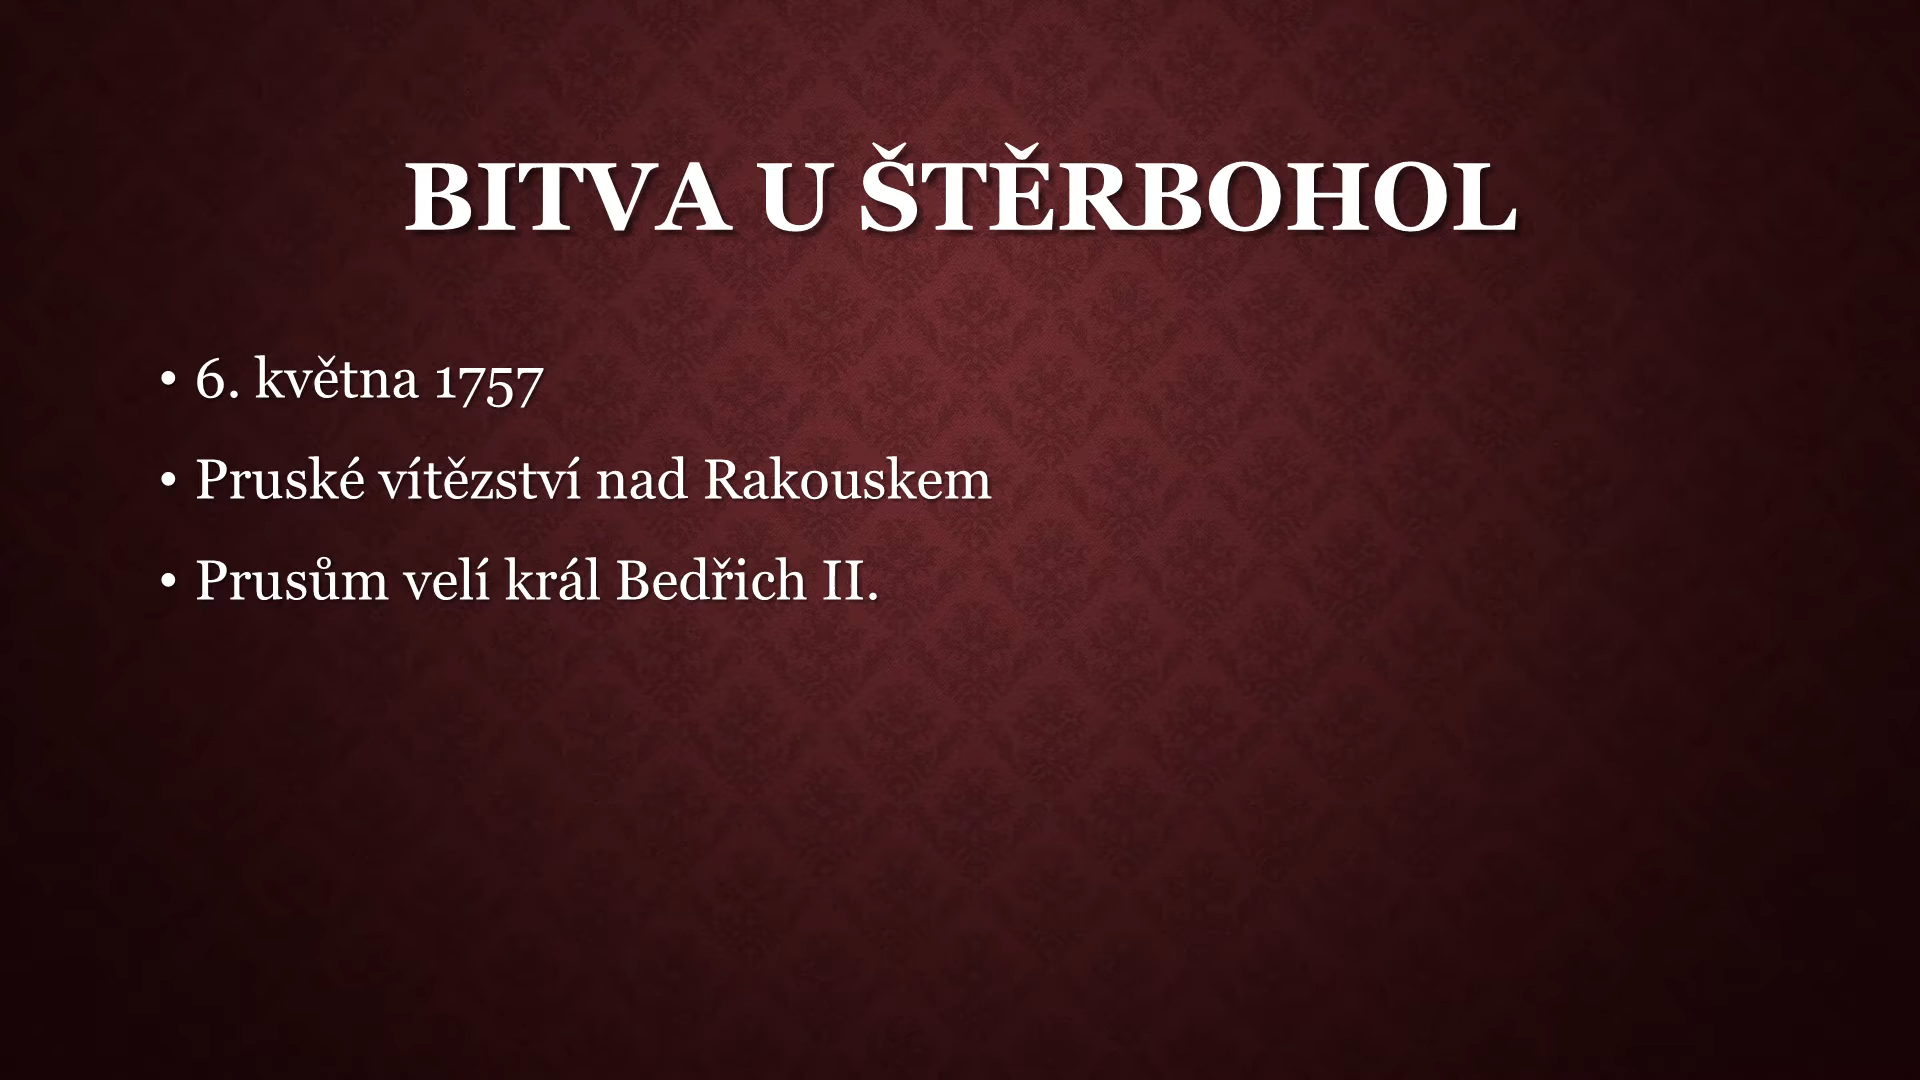 BITVA U ŠTĚRBOHOL
• 6. května 1757
• Pruské vítězství nad Rakouskem
• Prusům velí král Bedřich II.